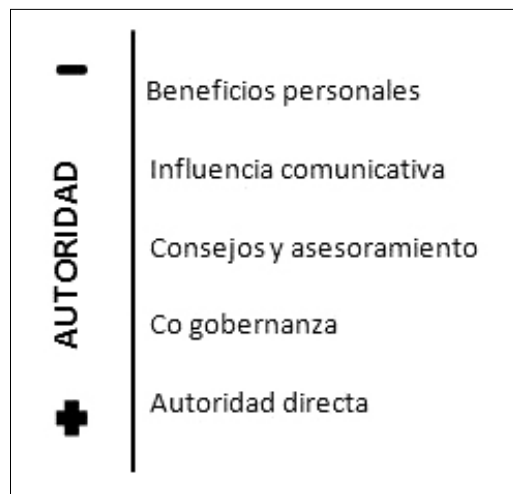 –
AUTORIDAD
+
Beneficios personales
Influencia comunicativa
Consejos y asesoramiento
Co gobernanza
Autoridad directa